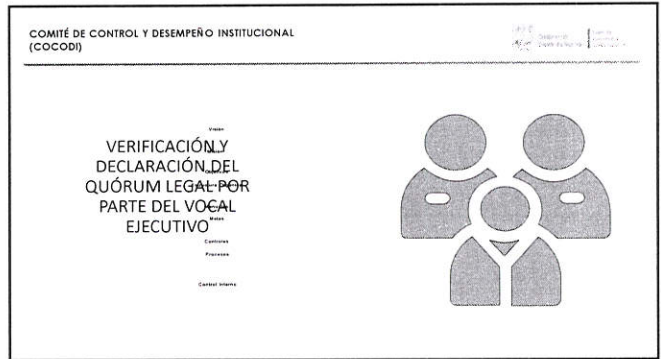 COMITÉ DE CONTROL Y DESEMPEÑO INSTITUCIONAL
(COCODI)
Visión
VERIFICACIÓN Y
DECLARACIÓN DEL
QUÓRUM LEGAL POR
PARTE DEL VOCAL
EJECUTIVO
Metas
Controles
Procesos
Control Interno